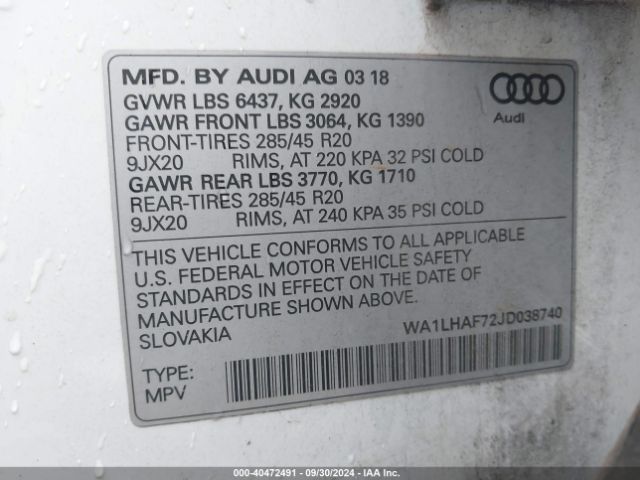 MFD. BY AUDI AG 03 18
Audi
GVWR LBS 6437, KG 2920
GAWR FRONT LBS 3064, KG 1390
FRONT-TIRES 285/45 R20
9JX20 RIMS, AT 220 KPA 32 PSI COLD
GAWR REAR LBS 3770, KG 1710
REAR-TIRES 285/45 R20
9JX20 RIMS, AT 240 KPA 35 PSI COLD
THIS VEHICLE CONFORMS TO ALL APPLICABLE
U.S. FEDERAL MOTOR VEHICLE SAFETY
STANDARDS IN EFFECT ON THE DATE OF
MANUFACTURE SHOWN ABOVE.
SLOVAKIA
WA1LHAF72JD038740
TYPE:
MPV
000-40472491 - 09/30/2024 - IAA Inc.